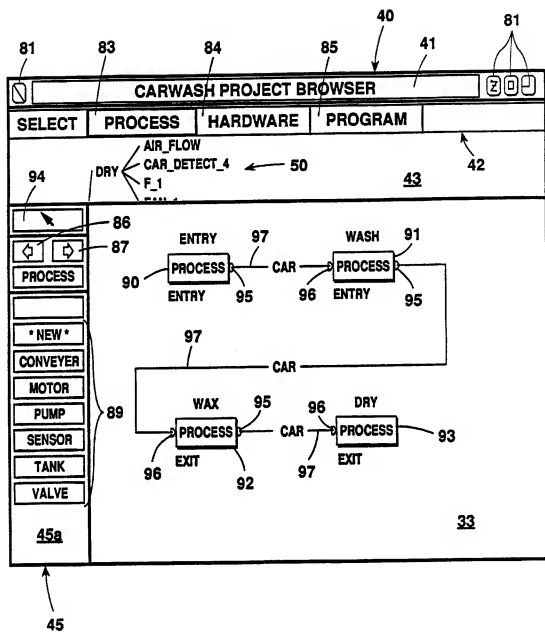 40
81
83
84
85
41
81
Z
CARWASH PROJECT BROWSER
SELECT PROCESS HARDWARE PROGRAM
42
AIR_FLOW
DRY CAR_DETECT_4 50
F_1
43
94
86
87
PROCESS
* NEW *
CONVEYER
MOTOR
PUMP
SENSOR
TANK
VALVE
89
45a
45
ENTRY 97 WASH 91
90 PROCESS CAR PROCESS
95 96 95
ENTRY ENTRY
97
CAR
WAX 95 96 DRY
PROCESS CAR PROCESS 93
96 EXIT 92 97 EXIT
33